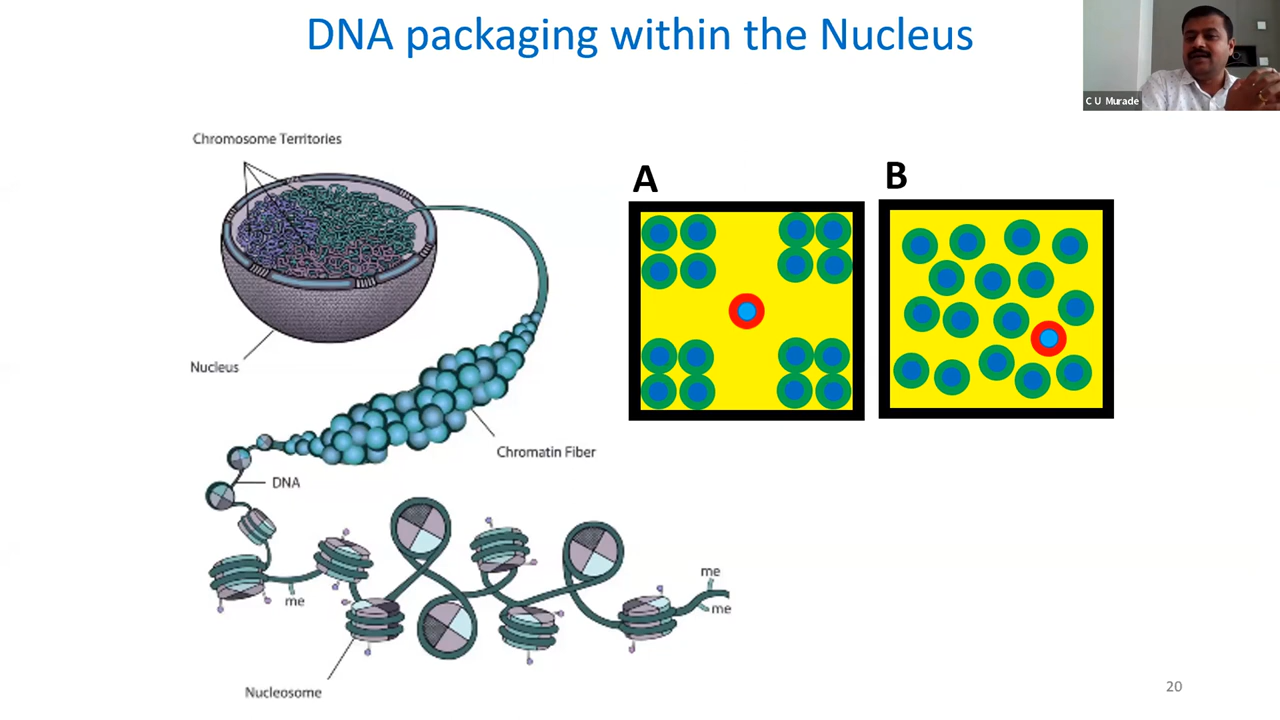 DNA packaging within the Nucleus
C U Murade
Chromosome Territories
A
B
Nucleus
Chromatin Fiber
DNA
me
me
me
Nucleosome
20